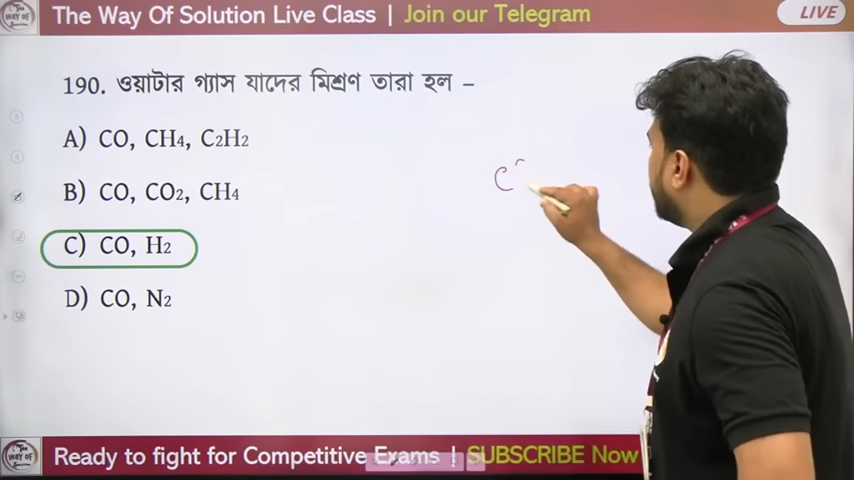 The Way Of Solution Live Class | Join our Telegram
LIVE
190. ওয়াটার গ্যাস যাদের মিশ্রণ তারা হল –
A) CO, CH4, C2H2
B) CO, CO2, CH4
C) CO, H2
D) CO, N2
C
Ready to fight for Competitive Exams | SUBSCRIBE Now